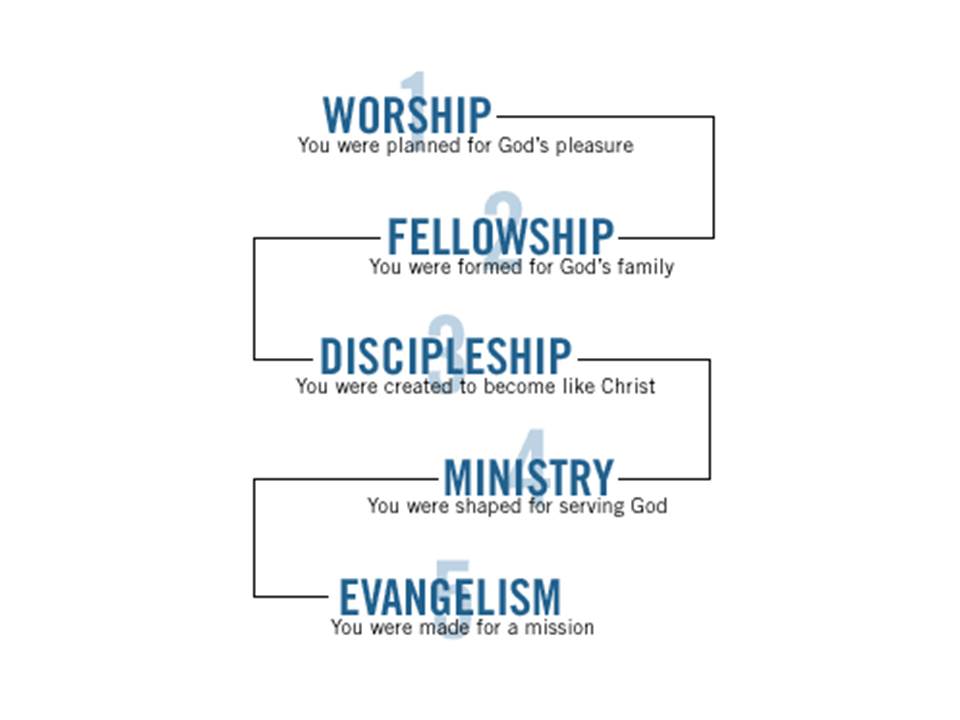 1
WORSHIP
You were planned for God's pleasure
2
FELLOWSHIP
You were formed for God's family
3
DISCIPLESHIP
You were created to become like Christ
4
MINISTRY
You were shaped for serving God
5
EVANGELISM
You were made for a mission